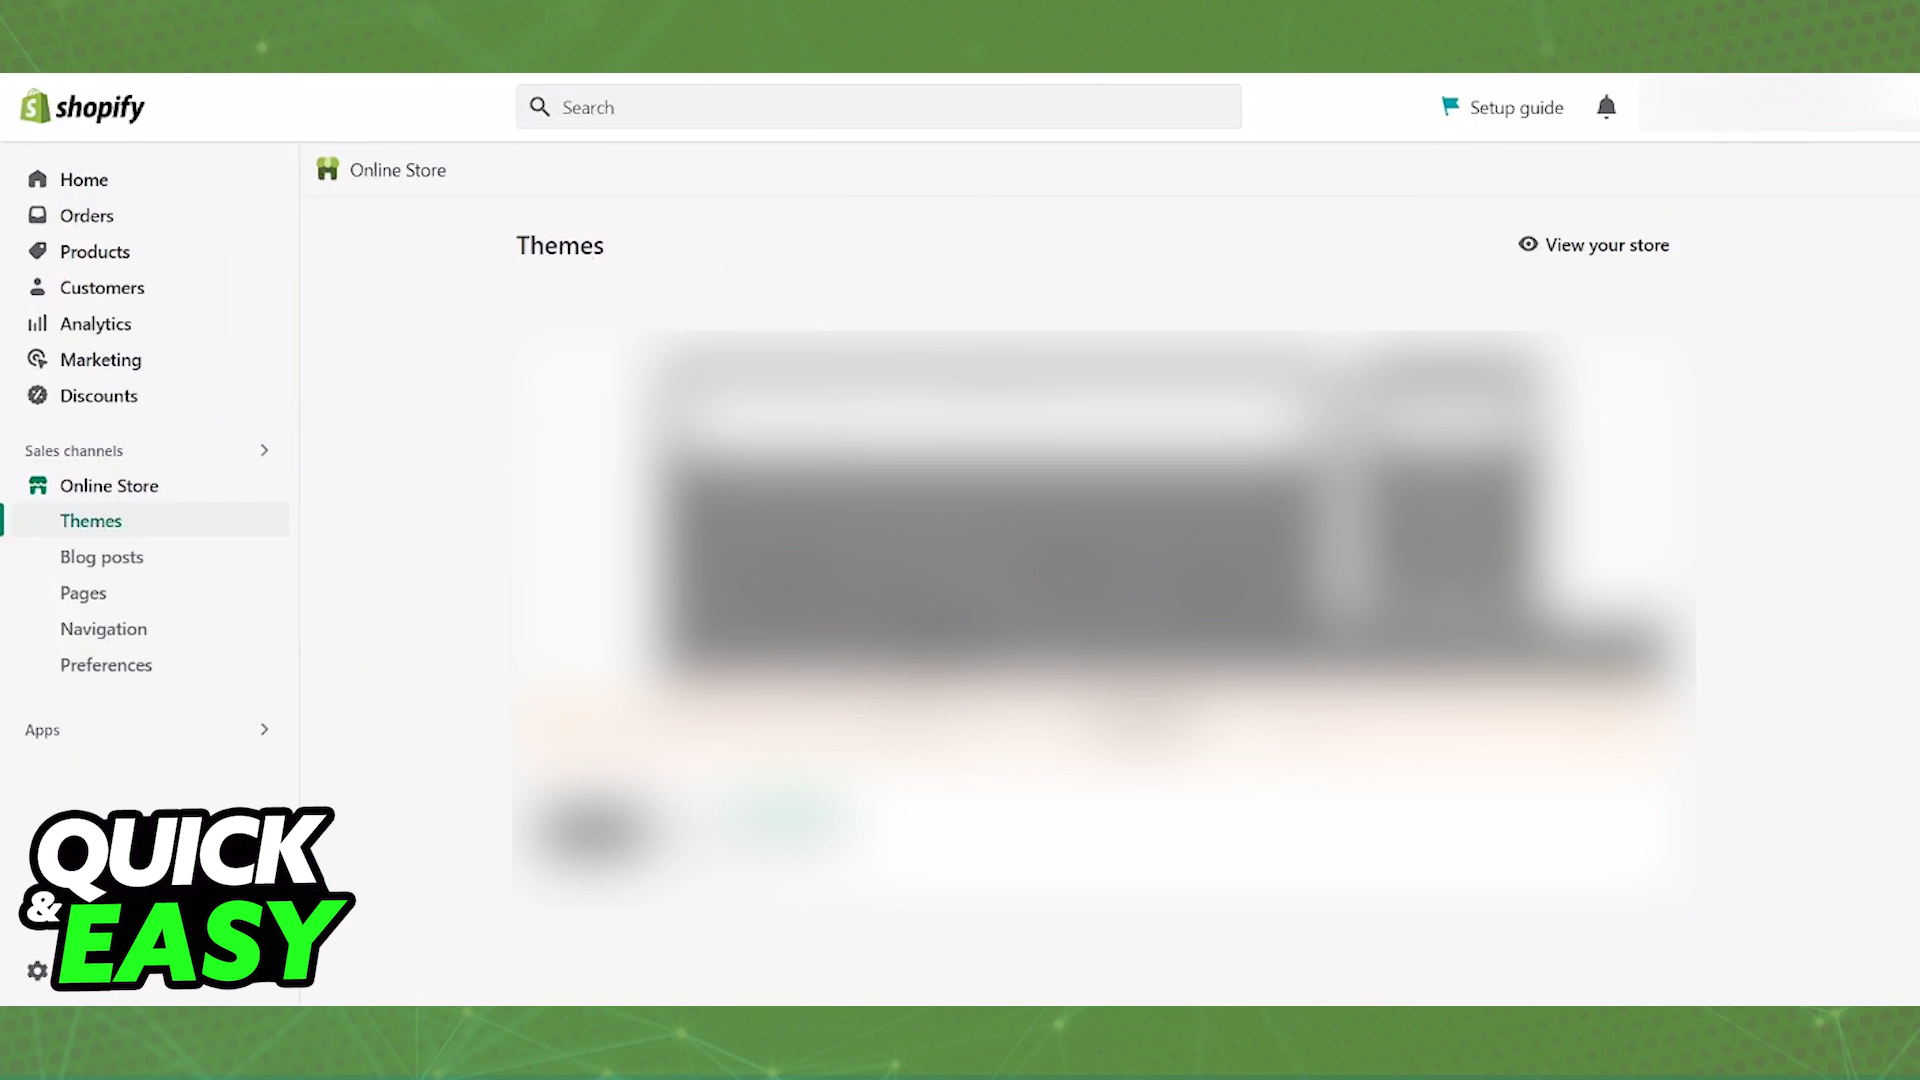 shopify
Search
Setup guide
Home
Orders
Products
Customers
Analytics
Marketing
Discounts
Sales channels
Online Store
Themes
Blog posts
Pages
Navigation
Preferences
Apps
Online Store
Themes
View your store
QUICK
& EASY